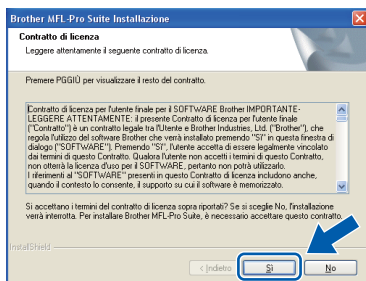 Brother MFL-Pro Suite Installazione
Contratto di licenza
Leggere attentamente il seguente contratto di licenza.
Premere PGGIÙ per visualizzare il resto del contratto.
Contratto di licenza per l'utente finale per il SOFTWARE Brother IMPORTANTE-
LEGGERE ATTENTAMENTE: il presente Contratto di licenza per l'utente finale
("Contratto") è un contratto legale tra l'Utente e Brother Industries, Ltd. ("Brother"), che
regola l'utilizzo del software Brother che verrà installato premendo "Sì" in questa finestra di
dialogo ("SOFTWARE"). Premendo "Sì", l'utente accetta di essere legalmente vincolato
dai termini di questo Contratto. Qualora l'utente non accetti i termini di questo Contratto,
non otterrà la licenza d'uso per il SOFTWARE, pertanto non potrà utilizzarlo.
I riferimenti al "SOFTWARE" presenti in questo Contratto di licenza includono anche,
quando il contesto lo consente, il supporto su cui il software è memorizzato.
Si accettano i termini del contratto di licenza sopra riportati? Se si sceglie No, l'installazione
verrà interrotta. Per installare Brother MFL-Pro Suite, è necessario accettare questo contratto.
InstallShield
< Indietro
Sì
No